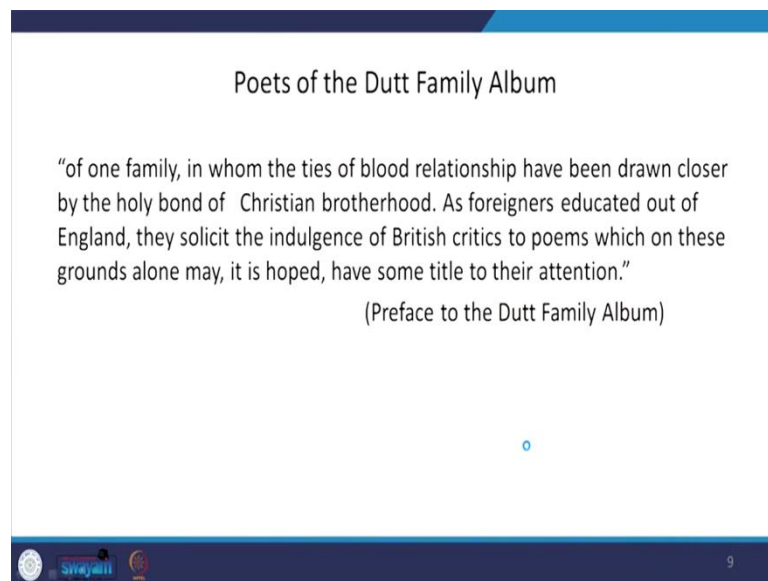 Poets of the Dutt Family Album
“of one family, in whom the ties of blood relationship have been drawn closer
by the holy bond of Christian brotherhood. As foreigners educated out of
England, they solicit the indulgence of British critics to poems which on these
grounds alone may, it is hoped, have some title to their attention.”
(Preface to the Dutt Family Album)
swayam
9